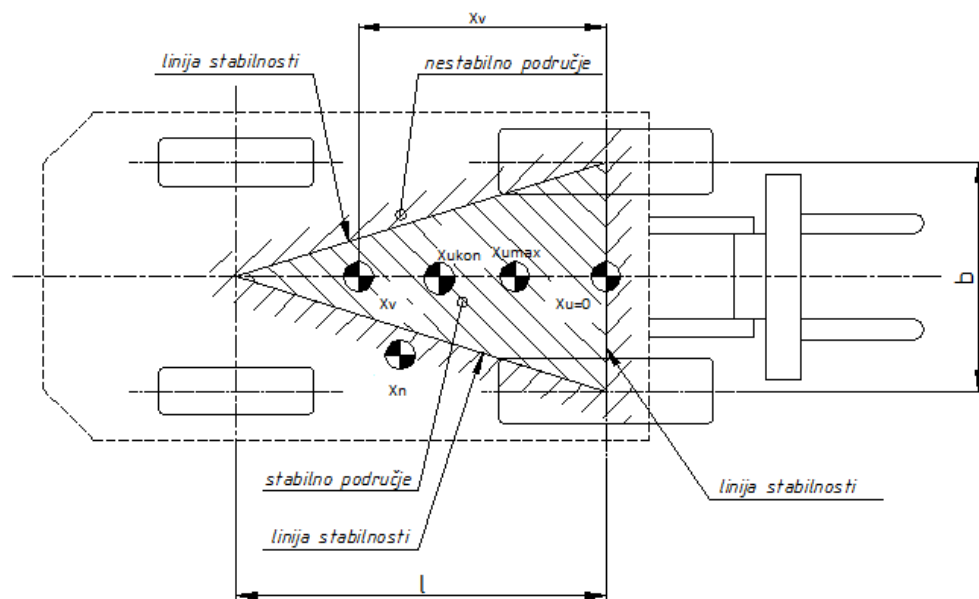 Xv
linija stabilnosti
nestabilno područje
Xukon
Xumax
Xv
Xu=0
b
Xn
stabilno područje
linija stabilnosti
linija stabilnosti
l